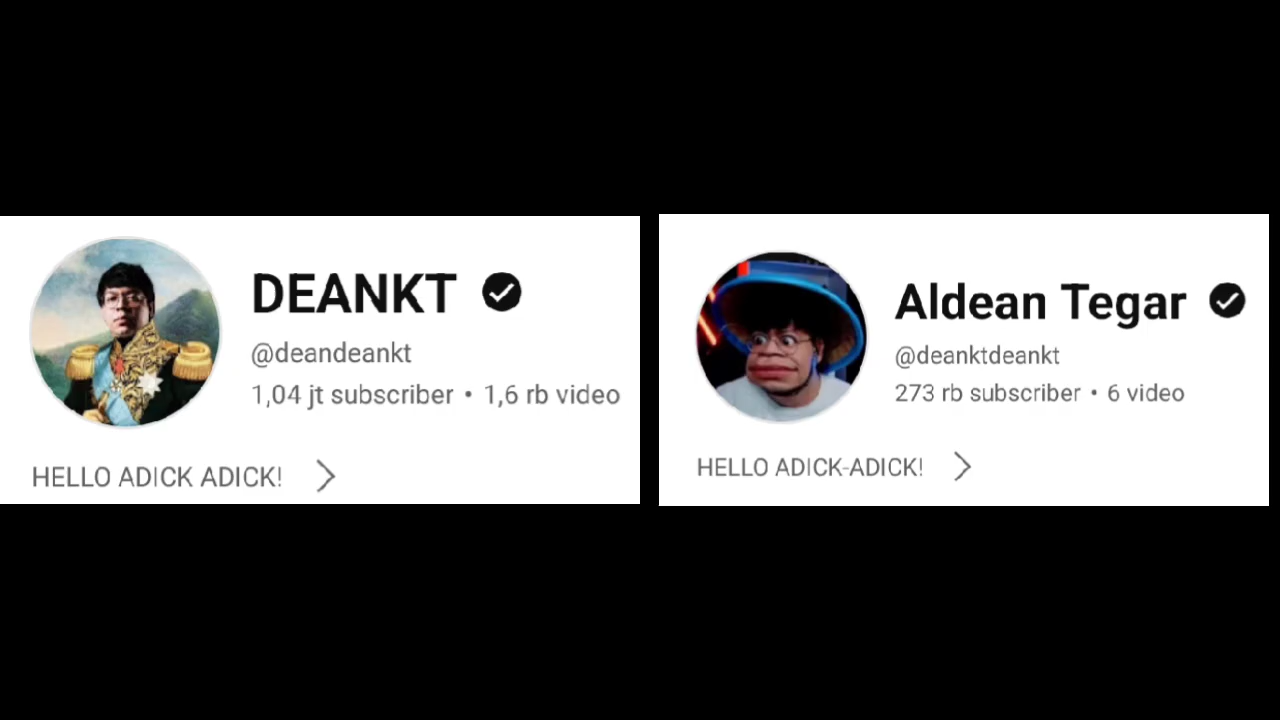 DEANKT
@deandeankt
1,04 jt subscriber • 1,6 rb video
HELLO ADICK ADICK!
Aldean Tegar
@deanktdeankt
273 rb subscriber • 6 video
HELLO ADICK-ADICK!